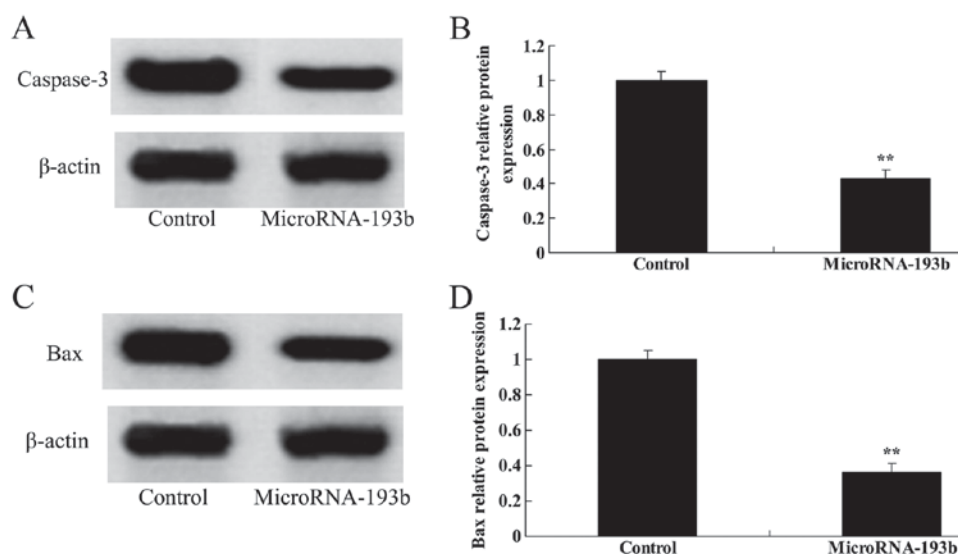 A
Caspase-3
β-actin
Control MicroRNA-193b
B
Caspase-3 relative protein
expression
1.2
1
0.8
0.6
0.4
0.2
0
**
Control MicroRNA-193b
C
Bax
β-actin
Control MicroRNA-193b
D
Bax relative protein expression
1.2
1
0.8
0.6
0.4
0.2
0
**
Control MicroRNA-193b